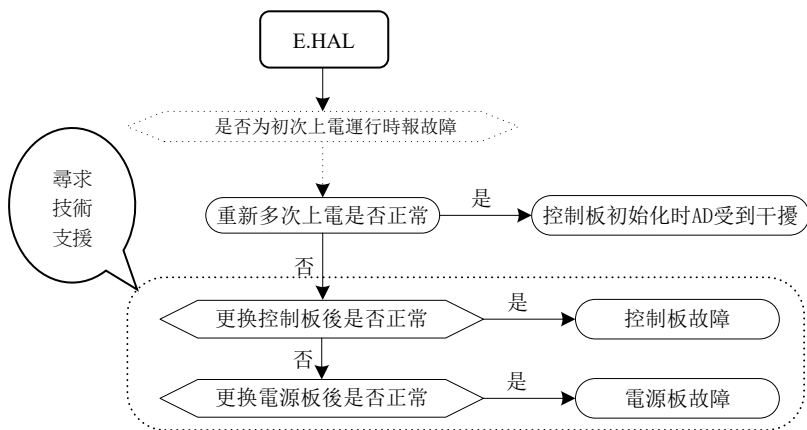 E.HAL
是否为初次上電運行時報故障
尋求
技術
支援
重新多次上電是否正常
是
控制板初始化时AD受到干擾
否
更换控制板後是否正常
是
控制板故障
否
更换電源板後是否正常
是
電源板故障